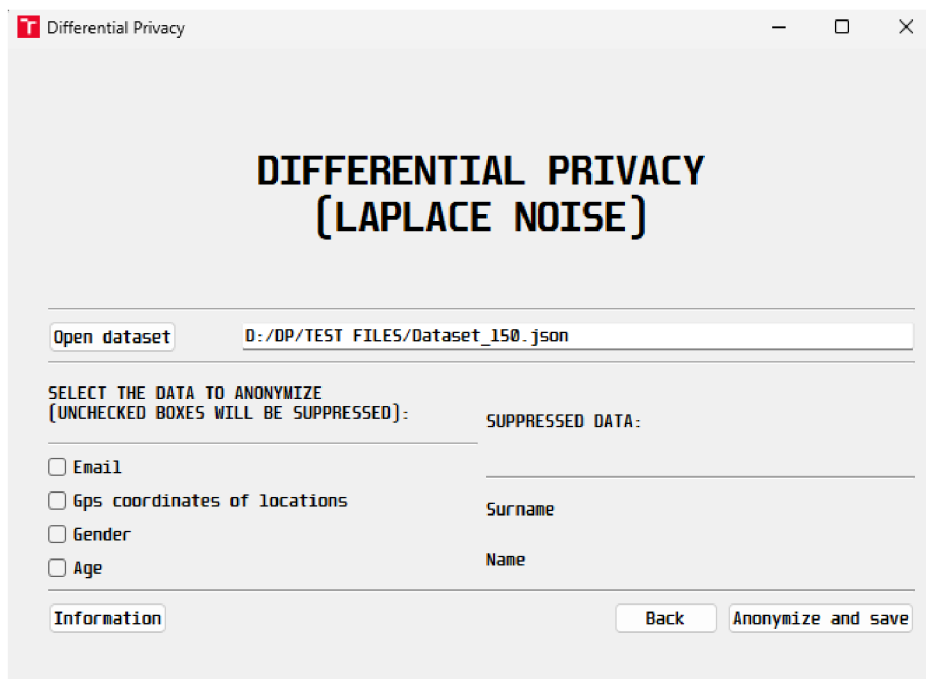 Differential Privacy
DIFFERENTIAL PRIVACY
(LAPLACE NOISE)
Open dataset
D:/DP/TEST FILES/Dataset_150.json
SELECT THE DATA TO ANONYMIZE
(UNCHECKED BOXES WILL BE SUPPRESSED):
Email
Gps coordinates of locations
Gender
Age
SUPPRESSED DATA:
Surname
Name
Information
Back
Anonymize and save